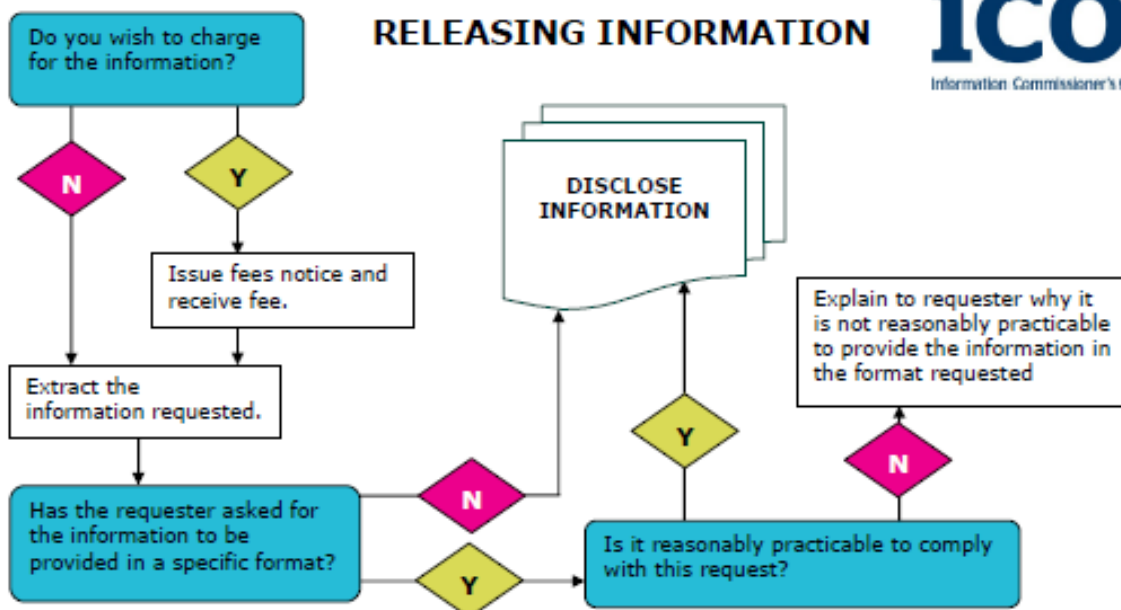 RELEASING INFORMATION
ICO
Information Commissioner's
Do you wish to charge
for the information?
N
Y
DISCLOSE
INFORMATION
Issue fees notice and
receive fee.
Explain to requester why it
is not reasonably practicable
to provide the information in
the format requested
Extract the
information requested.
Y
N
N
Has the requester asked for
the information to be
provided in a specific format?
Is it reasonably practicable to comply
with this request?
Y